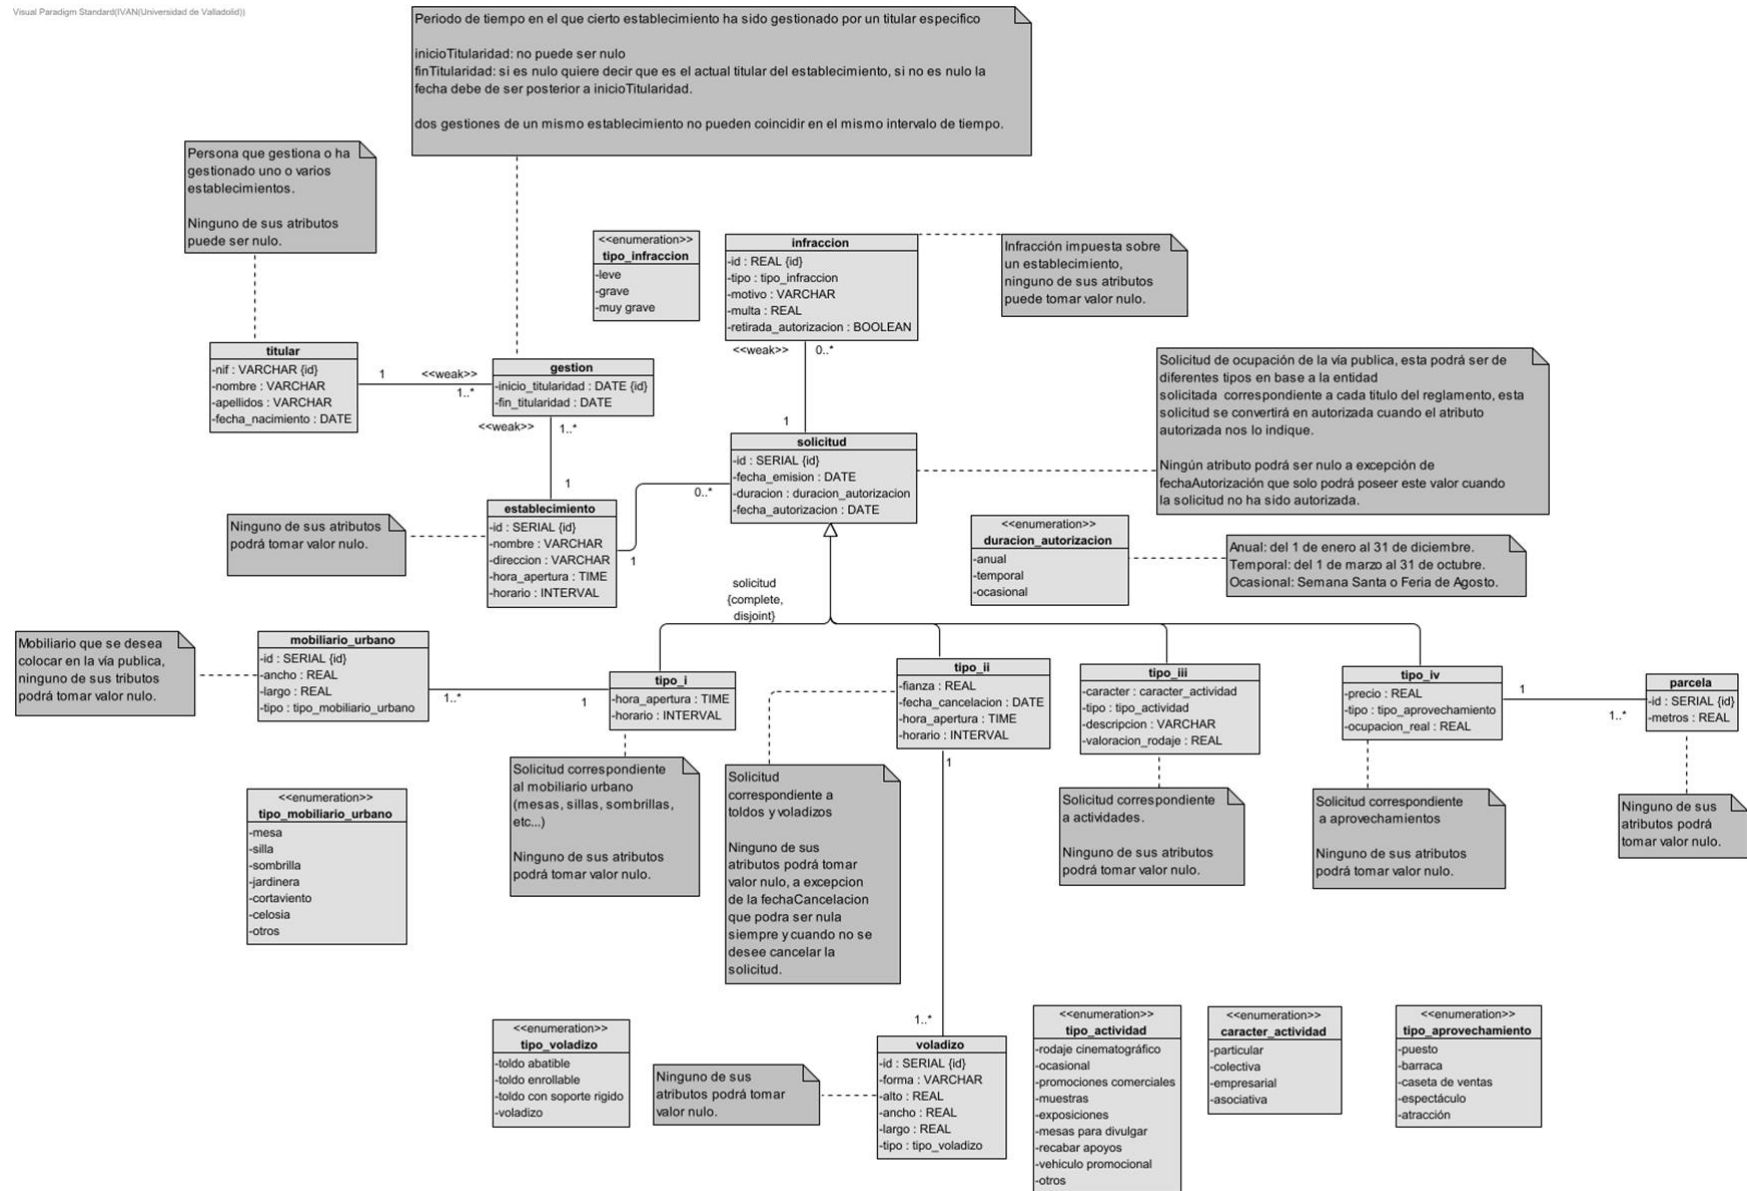 Visual Paradigm Standard(IVAN(Universidad de Valladolid))
Periodo de tiempo en el que cierto establecimiento ha sido gestionado por un titular especifico
inicioTitularidad: no puede ser nulo
finTitularidad: si es nulo quiere decir que es el actual titular del establecimiento, si no es nulo la
fecha debe de ser posterior a inicioTitularidad.
dos gestiones de un mismo establecimiento no pueden coincidir en el mismo intervalo de tiempo.
Persona que gestiona o ha
gestionado uno o varios
establecimientos.
Ninguno de sus atributos
puede ser nulo.
<<enumeration>>
tipo_infraccion
-leve
-grave
-muy grave
infraccion
-id : REAL {id}
-tipo : tipo_infraccion
-motivo : VARCHAR
-multa : REAL
-retirada_autorizacion : BOOLEAN
Infracción impuesta sobre
un establecimiento,
ninguno de sus atributos
puede tomar valor nulo.
<<weak>>
0..*
titular
-nif : VARCHAR {id}
-nombre : VARCHAR
-apellidos : VARCHAR
-fecha_nacimiento : DATE
1
<<weak>>
1..*
gestion
-inicio_titularidad : DATE {id}
-fin_titularidad : DATE
<<weak>>
1..*
1
Solicitud de ocupación de la vía publica, esta podrá ser de
diferentes tipos en base a la entidad
solicitada  correspondiente a cada titulo del reglamento, esta
solicitud se convertirá en autorizada cuando el atributo
autorizada nos lo indique.
Ningún atributo podrá ser nulo a excepción de
fechaAutorización que solo podrá poseer este valor cuando
la solicitud no ha sido autorizada.
1
solicitud
-id : SERIAL {id}
-fecha_emision : DATE
-duracion : duracion_autorizacion
-fecha_autorizacion : DATE
0..*
Ninguno de sus atributos
podrá tomar valor nulo.
establecimiento
-id : SERIAL {id}
-nombre : VARCHAR
-direccion : VARCHAR
-hora_apertura : TIME
-horario : INTERVAL
1
<<enumeration>>
duracion_autorizacion
-anual
-temporal
-ocasional
Anual: del 1 de enero al 31 de diciembre.
Temporal: del 1 de marzo al 31 de octubre.
Ocasional: Semana Santa o Feria de Agosto.
solicitud
{complete,
disjoint}
Mobiliario que se desea
colocar en la vía publica,
ninguno de sus tributos
podrá tomar valor nulo.
mobiliario_urbano
-id : SERIAL {id}
-ancho : REAL
-largo : REAL
-tipo : tipo_mobiliario_urbano
1..*
1
tipo_i
-hora_apertura : TIME
-horario : INTERVAL
tipo_ii
-fianza : REAL
-fecha_cancelacion : DATE
-hora_apertura : TIME
-horario : INTERVAL
1
tipo_iii
-caracter : caracter_actividad
-tipo : tipo_actividad
-descripcion : VARCHAR
-valoracion_rodaje : REAL
tipo_iv
-precio : REAL
-tipo : tipo_aprovechamiento
-ocupacion_real : REAL
1
1..*
parcela
-id : SERIAL {id}
-metros : REAL
Solicitud correspondiente
al mobiliario urbano
(mesas, sillas, sombrillas,
etc...)
Ninguno de sus atributos
podrá tomar valor nulo.
Solicitud
correspondiente a
toldos y voladizos
Ninguno de sus
atributos podrá tomar
valor nulo, a excepcion
de la fechaCancelacion
que podra ser nula
siempre y cuando no se
desee cancelar la
solicitud.
Solicitud correspondiente
a actividades.
Ninguno de sus atributos
podrá tomar valor nulo.
Solicitud correspondiente
a aprovechamientos
Ninguno de sus atributos
podrá tomar valor nulo.
Ninguno de sus
atributos podrá
tomar valor nulo.
<<enumeration>>
tipo_mobiliario_urbano
-mesa
-silla
-sombrilla
-jardinera
-cortaviento
-celosia
-otros
<<enumeration>>
tipo_voladizo
-toldo abatible
-toldo enrollable
-toldo con soporte rigido
-voladizo
Ninguno de sus
atributos podrá tomar
valor nulo.
1..*
voladizo
-id : SERIAL {id}
-forma : VARCHAR
-alto : REAL
-ancho : REAL
-largo : REAL
-tipo : tipo_voladizo
<<enumeration>>
tipo_actividad
-rodaje cinematográfico
-ocasional
-promociones comerciales
-muestras
-exposiciones
-mesas para divulgar
-recabar apoyos
-vehiculo promocional
-otros
<<enumeration>>
caracter_actividad
-particular
-colectiva
-empresarial
-asociativa
<<enumeration>>
tipo_aprovechamiento
-puesto
-barraca
-caseta de ventas
-espectáculo
-atracción